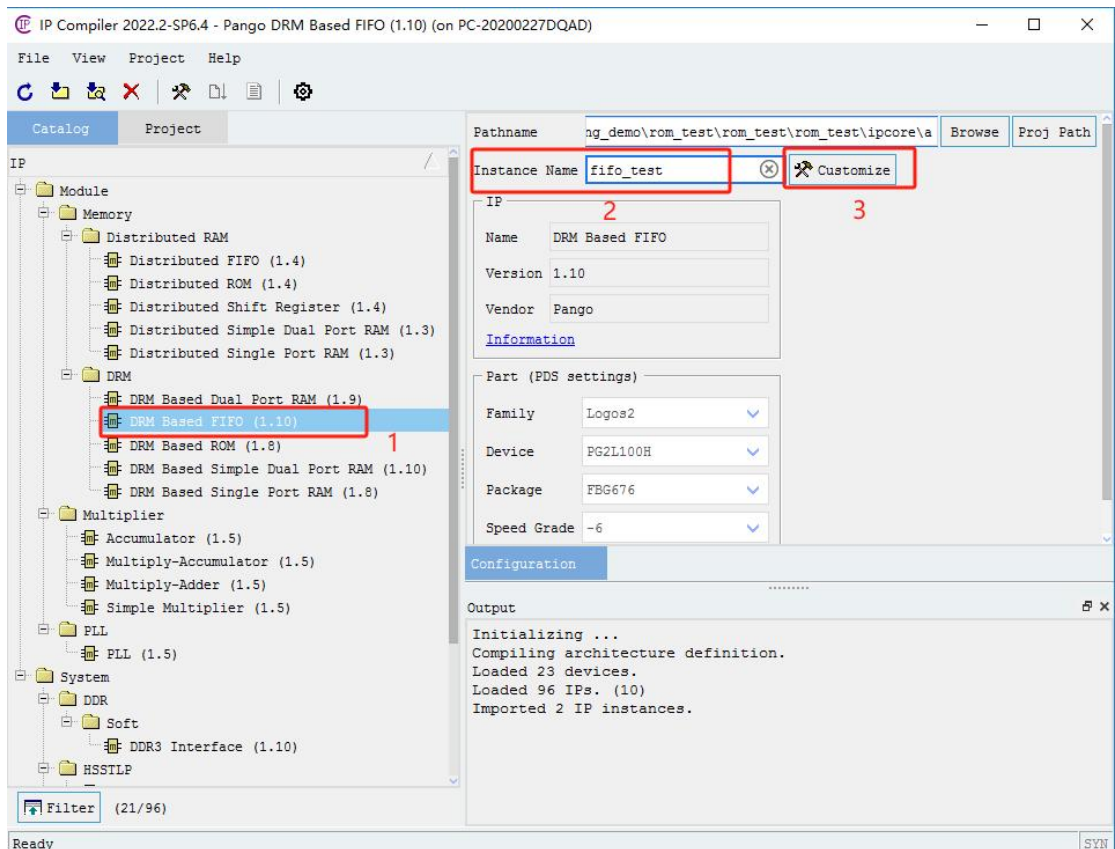 IP Compiler 2022.2-SP6.4 - Pango DRM Based FIFO (1.10) (on PC-20200227DQAD)
File View Project Help
Catalog Project
IP
Module
Memory
Distributed RAM
Distributed FIFO (1.4)
Distributed ROM (1.4)
Distributed Shift Register (1.4)
Distributed Simple Dual Port RAM (1.3)
Distributed Single Port RAM (1.3)
DRM
DRM Based Dual Port RAM (1.9)
DRM Based FIFO (1.10)
1
DRM Based ROM (1.8)
DRM Based Simple Dual Port RAM (1.10)
DRM Based Single Port RAM (1.8)
Multiplier
Accumulator (1.5)
Multiply-Accumulator (1.5)
Multiply-Adder (1.5)
Simple Multiplier (1.5)
PLL
PLL (1.5)
System
DDR
Soft
DDR3 Interface (1.10)
HSSTLP
Filter (21/96)
Pathname ng_demo\rom_test\rom_test\rom_test\ipcore\a Browse Proj Path
Instance Name fifo_test Customize
2 3
IP
Name DRM Based FIFO
Version 1.10
Vendor Pango
Information
Part (PDS settings)
Family Logos2
Device PG2L100H
Package FBG676
Speed Grade -6
Configuration
Output
Initializing ...
Compiling architecture definition.
Loaded 23 devices.
Loaded 96 IPs. (10)
Imported 2 IP instances.
Ready SYN